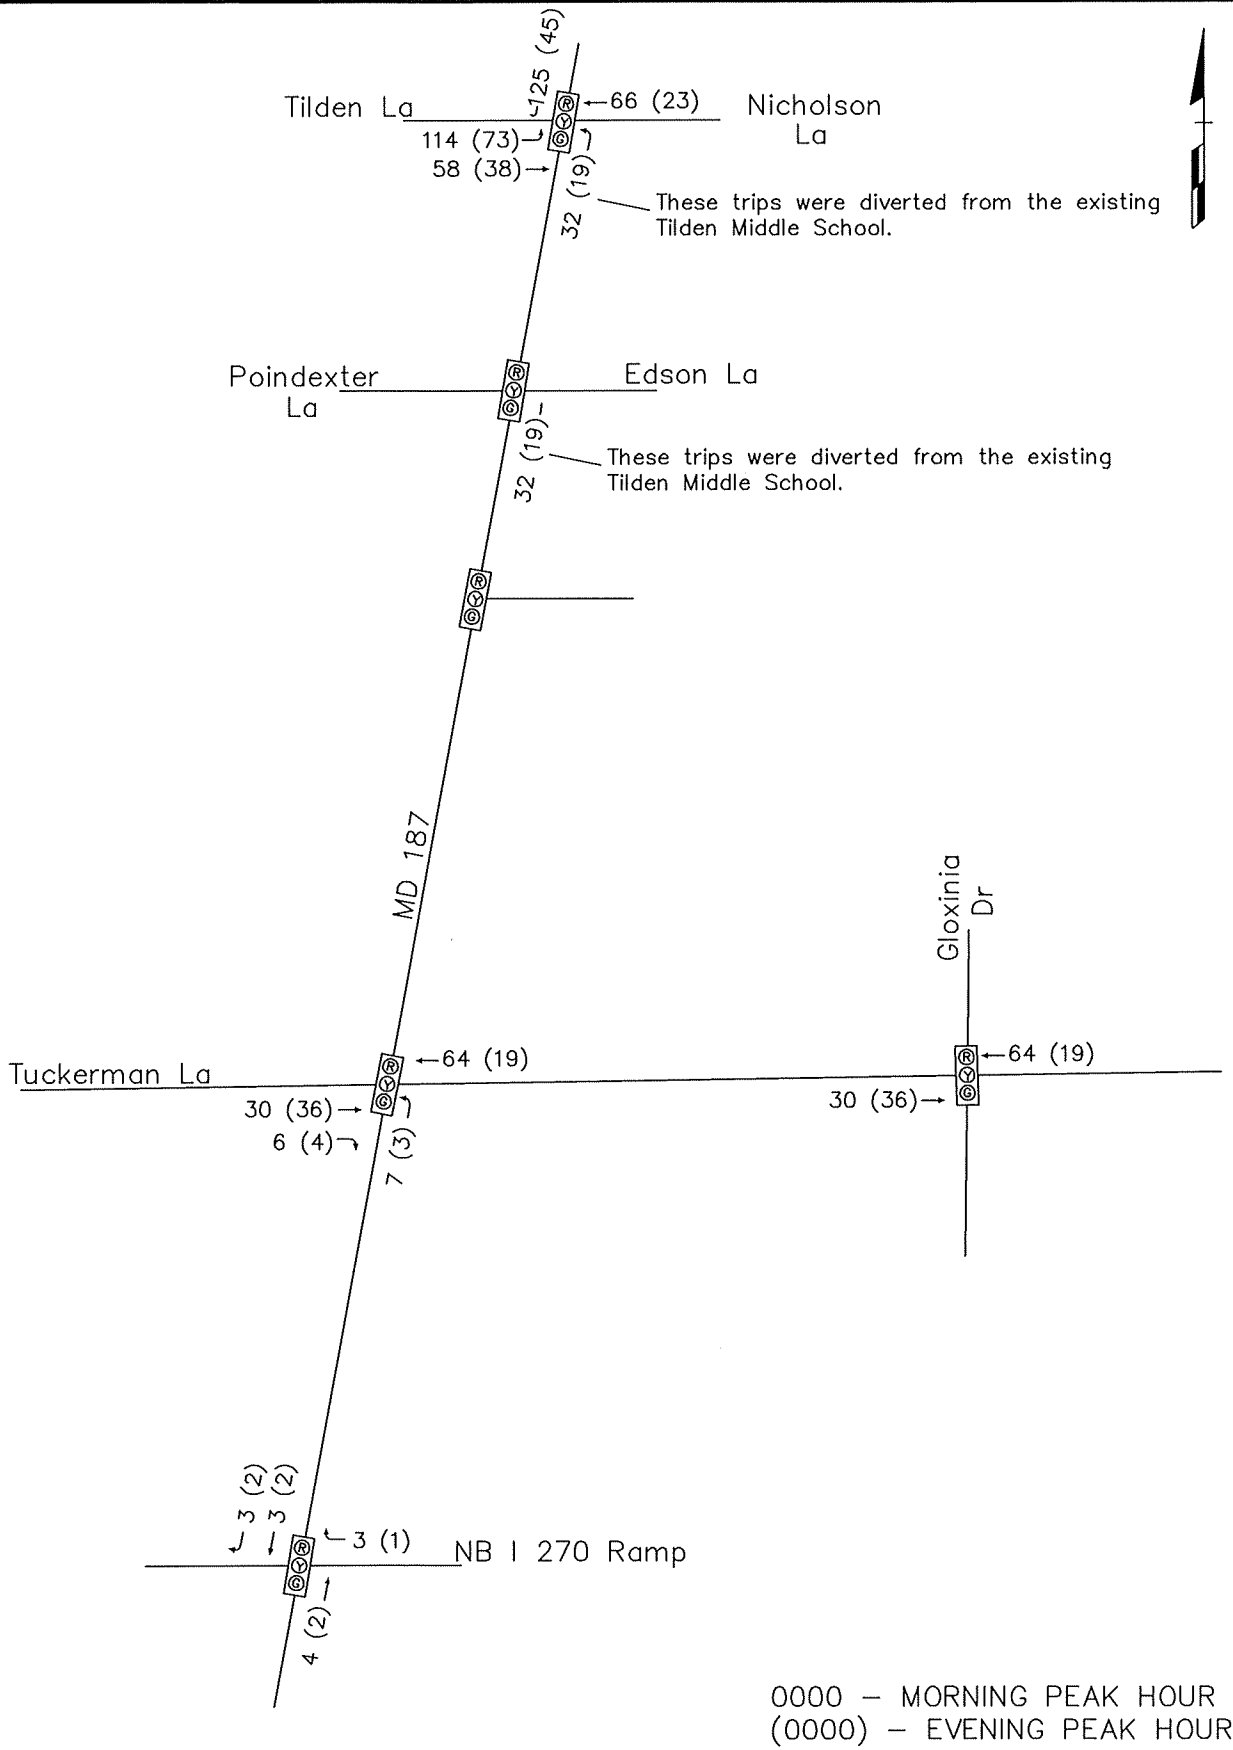 125 (45)
Tilden La
R
Y
G
66 (23)
Nicholson
La
114 (73)
58 (38)
32 (19)
These trips were diverted from the existing
Tilden Middle School.
Poindexter
La
R
Y
G
Edson La
32 (19)
These trips were diverted from the existing
Tilden Middle School.
R
Y
G
MD 187
Gloxinia
Dr
Tuckerman La
R
Y
G
64 (19)
30 (36)
6 (4)
7 (3)
R
Y
G
64 (19)
30 (36)
3 (2)
3 (2)
R
Y
G
3 (1)
NB I 270 Ramp
4 (2)
0000 – MORNING PEAK HOUR
(0000) – EVENING PEAK HOUR